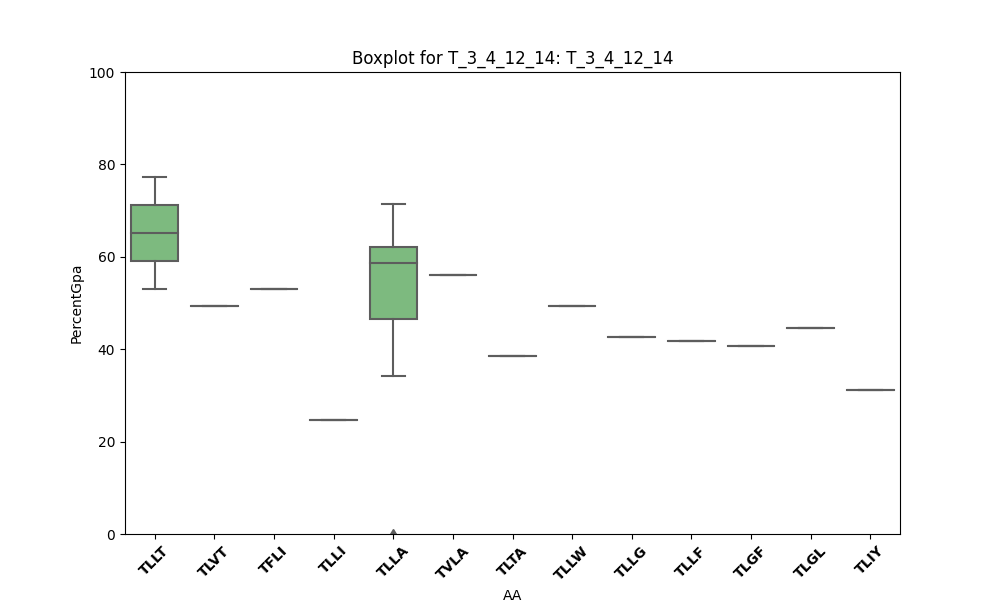 Boxplot for T_3_4_12_14: T_3_4_12_14
100
80
60
40
20
0
PercentGpa
TLLT
TLVT
TFLI
TLLI
TLLA
TVLA
TLTA
TLLW
TLLG
TLLF
TLGF
TLGL
TLIY
AA